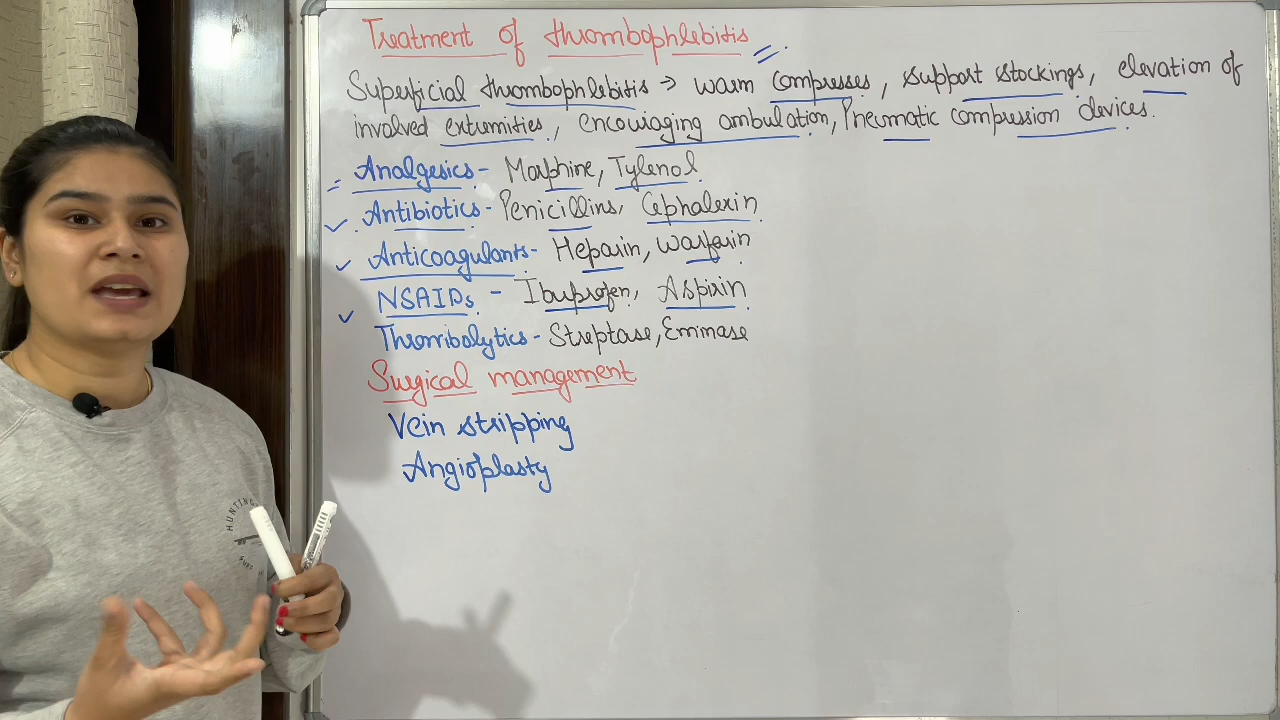 Treatment of thrombophlebitis
Superficial thrombophlebitis → warm compresses, support stockings, elevation of
involved extremities, encouraging ambulation, Pneumatic compression devices.
Analgesics - Morphine, Tylenol.
Antibiotics - Penicillins, Cephalexin.
Anticoagulants - Heparin, Warfarin
NSAIDs - Ibuprofen, Aspirin
Thrombolytics - Streptase, Eminase
Surgical management
Vein stripping
Angioplasty
HUNTING